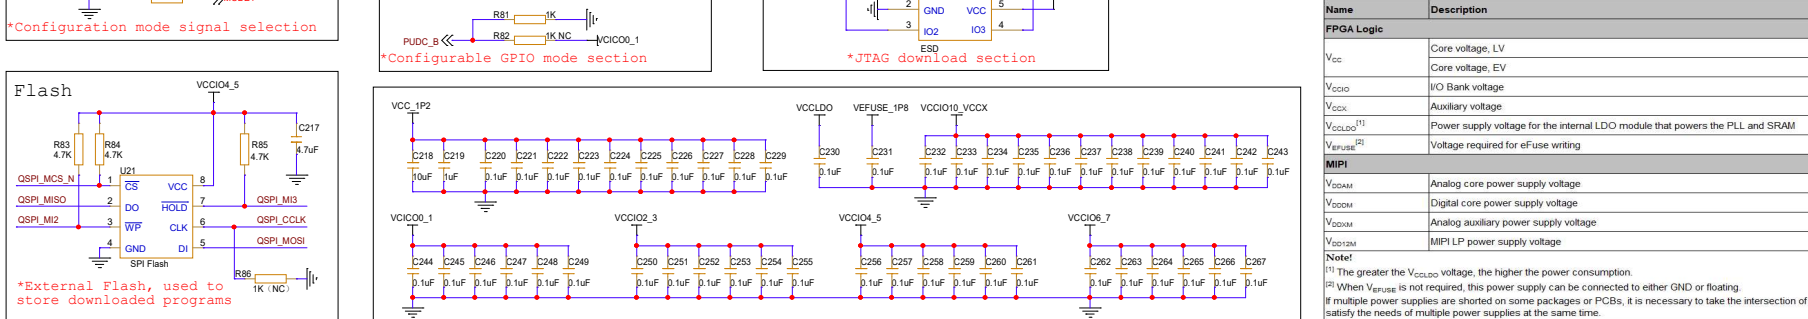 *Configuration mode signal selection
R81 1K
PUDC_B R82 1K NC VCICO0_1
*Configurable GPIO mode section
2 GND VCC 5
3 IO2 IO3 4
ESD
*JTAG download section
Flash
VCCIO4_5
R83 4.7K
R84 4.7K
R85 4.7K
C217 4.7uF
U21
QSPI_MCS_N 1 CS VCC 8
QSPI_MISO 2 DO HOLD 7 QSPI_MI3
QSPI_MI2 3 WP CLK 6 QSPI_CCLK
4 GND DI 5 QSPI_MOSI
SPI Flash
R86
1K (NC)
*External Flash, used to
store downloaded programs
VCC_1P2 VCCLDO VEFUSE_1P8 VCCIO10_VCCX
C218 C219 C220 C221 C222 C223 C224 C225 C226 C227 C228 C229 C230 C231 C232 C233 C234 C235 C236 C237 C238 C239 C240 C241 C242 C243
10uF 1uF 0.1uF 0.1uF 0.1uF 0.1uF 0.1uF 0.1uF 0.1uF 0.1uF 0.1uF 0.1uF 0.1uF 0.1uF 0.1uF 0.1uF 0.1uF 0.1uF 0.1uF 0.1uF 0.1uF 0.1uF 0.1uF 0.1uF 0.1uF 0.1uF
VCICO0_1 VCCIO2_3 VCCIO4_5 VCCIO6_7
C244 C245 C246 C247 C248 C249 C250 C251 C252 C253 C254 C255 C256 C257 C258 C259 C260 C261 C262 C263 C264 C265 C266 C267
0.1uF 0.1uF 0.1uF 0.1uF 0.1uF 0.1uF 0.1uF 0.1uF 0.1uF 0.1uF 0.1uF 0.1uF 0.1uF 0.1uF 0.1uF 0.1uF 0.1uF 0.1uF 0.1uF 0.1uF 0.1uF 0.1uF 0.1uF 0.1uF
Name Description
FPGA Logic
VCC Core voltage, LV
Core voltage, EV
VCCIO I/O Bank voltage
VCCX Auxiliary voltage
VCCLDO[1] Power supply voltage for the internal LDO module that powers the PLL and SRAM
VEFUSE[2] Voltage required for eFuse writing
MIPI
VDDAM Analog core power supply voltage
VDDDM Digital core power supply voltage
VDDXM Analog auxiliary power supply voltage
VDD12M MIPI LP power supply voltage
Note!
[1] The greater the VCCLDO voltage, the higher the power consumption.
[2] When VEFUSE is not required, this power supply can be connected to either GND or floating.
If multiple power supplies are shorted on some packages or PCBs, it is necessary to take the intersection of
satisfy the needs of multiple power supplies at the same time.